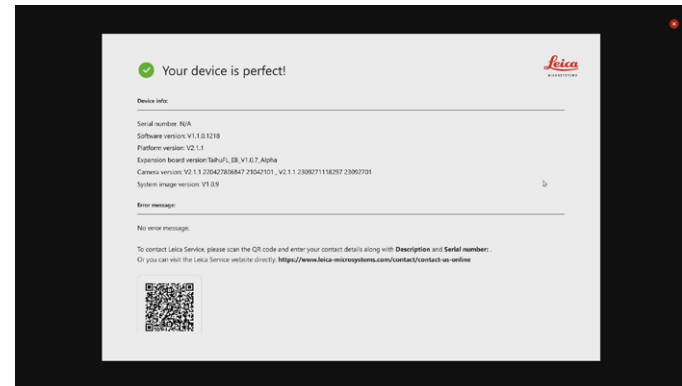 Your device is perfect!
Leica
MICROSYSTEMS
Device info:
Serial number: N/A
Software version: V1.1.0.1218
Platform version: V2.1.1
Expansion board version:TaihuFL_EB_V1.0.7_Alpha
Camera version: V2.1.1 220427806847 21042101 , V2.1.1 2309271118297 23092701
System image version: V1.0.9
Error message:
No error message.
To contact Leica Service, please scan the QR code and enter your contact details along with Description and Serial number: .
Or you can visit the Leica Service website directly: https://www.leica-microsystems.com/contact/contact-us-online